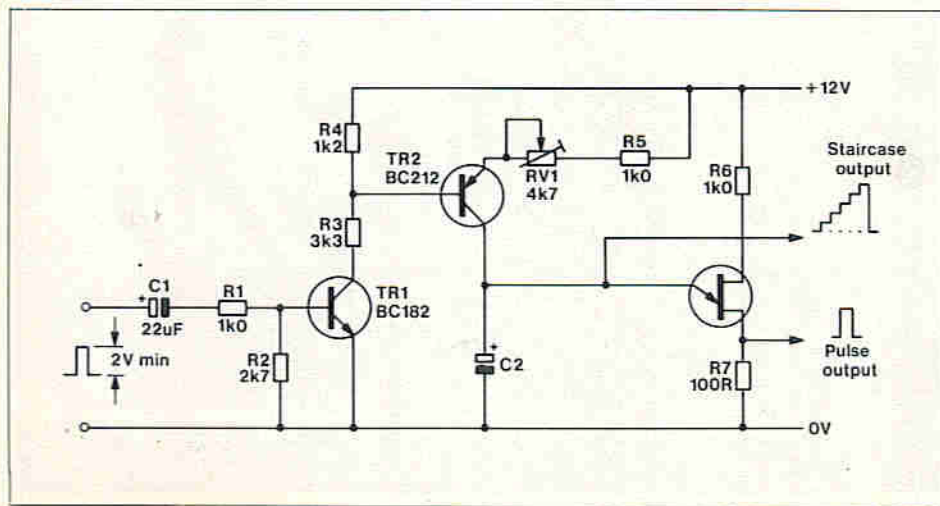 +12V
R4
1k2
TR2
BC212
RV1
4k7
R5
1k0
R6
1k0
Staircase
output
R3
3k3
C1
+
22uF
R1
1k0
TR1
BC182
2V min
R2
2k7
+
C2
Pulse
output
R7
100R
0V